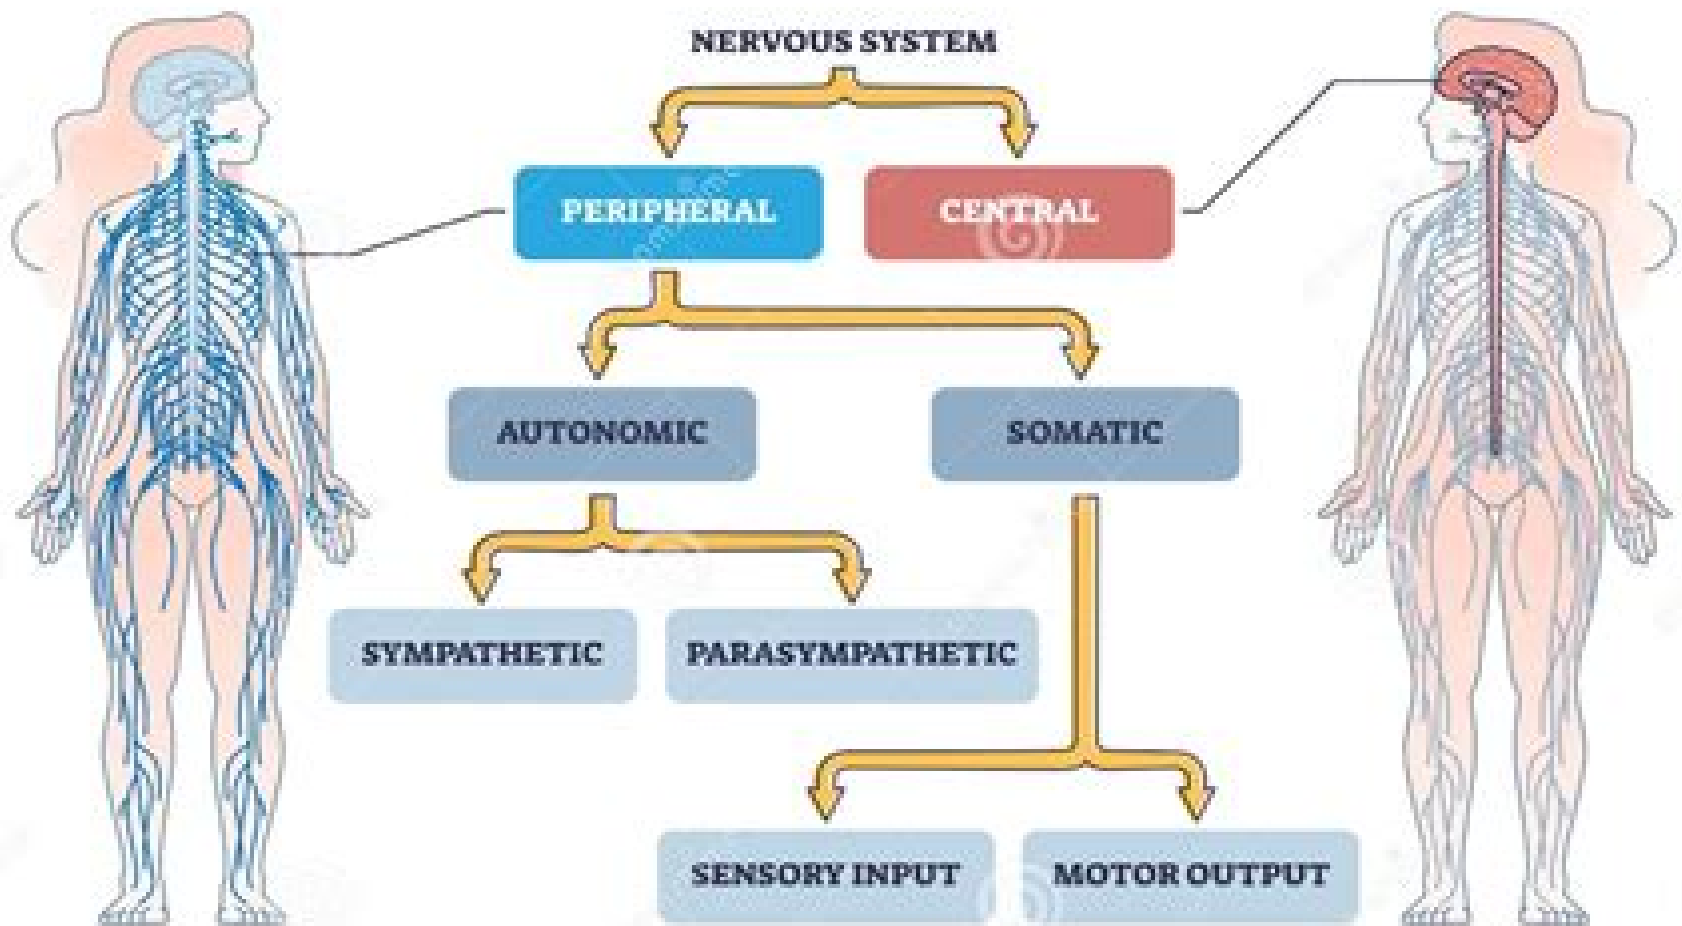 NERVOUS SYSTEM
PERIPHERAL
CENTRAL
AUTONOMIC
SOMATIC
SYMPATHETIC
PARASYMPATHETIC
SENSORY INPUT
MOTOR OUTPUT